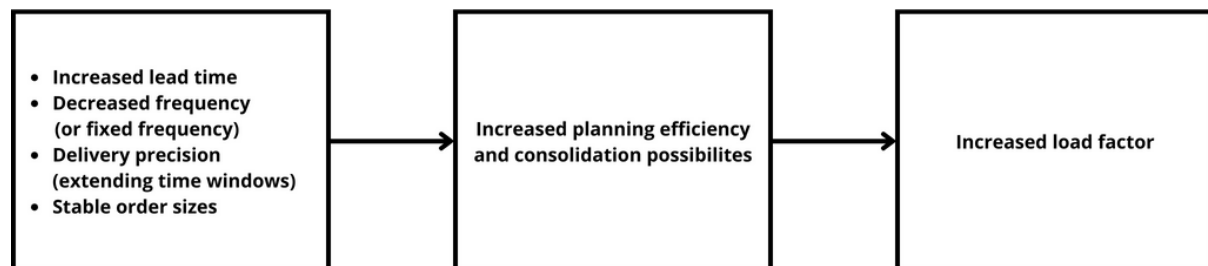 • Increased lead time
• Decreased frequency
(or fixed frequency)
• Delivery precision
(extending time windows)
• Stable order sizes
Increased planning efficiency
and consolidation possibilites
Increased load factor